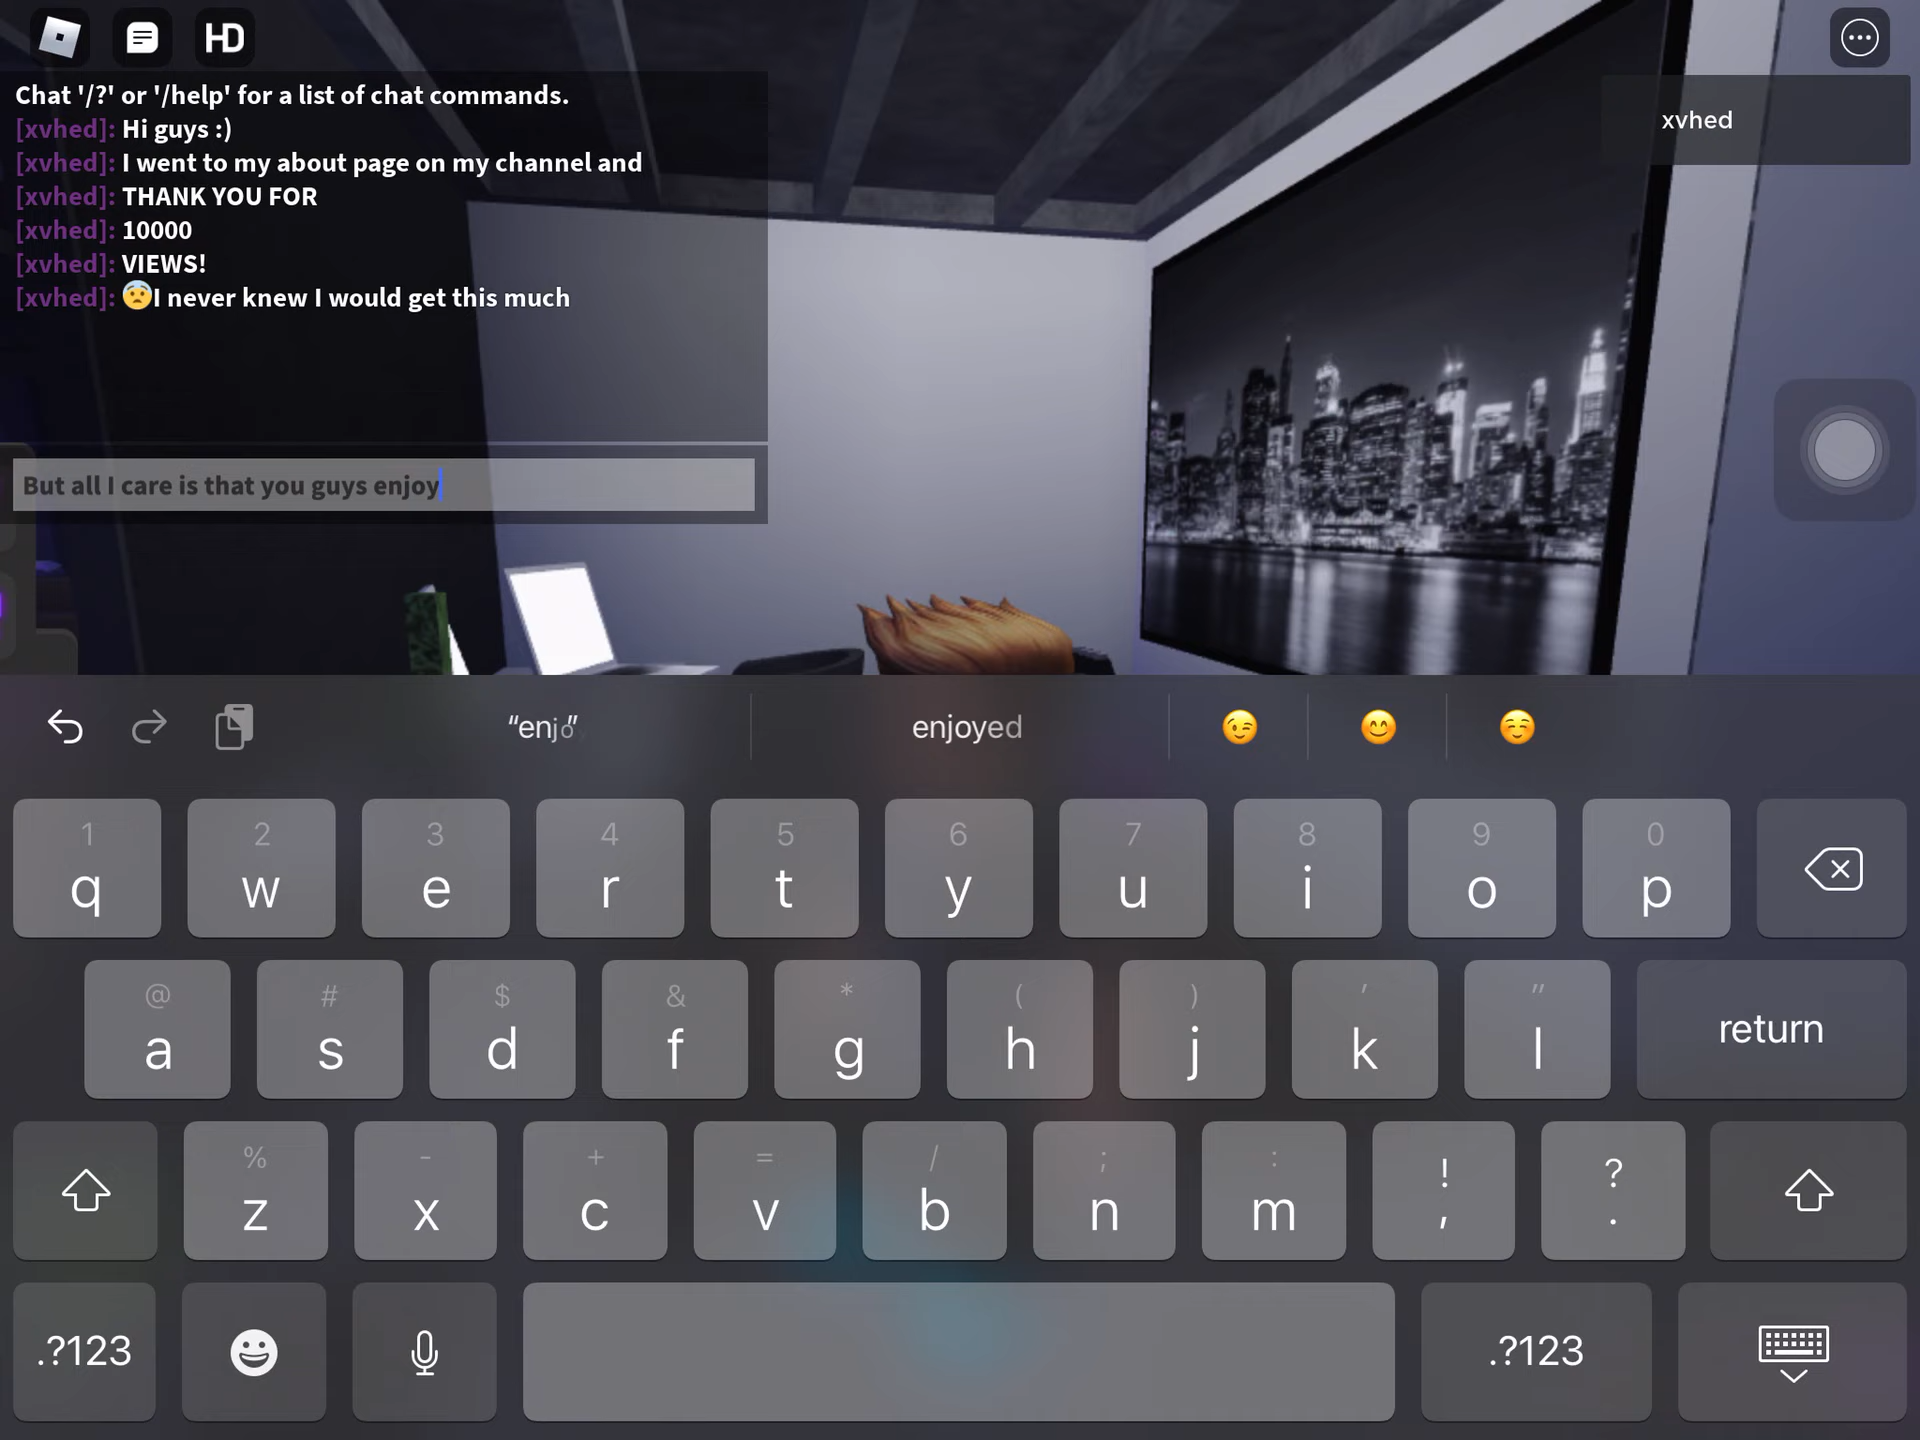 HD
Chat '/?' or '/help' for a list of chat commands.
[xvhed]: Hi guys :)
[xvhed]: I went to my about page on my channel and
[xvhed]: THANK YOU FOR
[xvhed]: 10000
[xvhed]: VIEWS!
[xvhed]: 😨I never knew I would get this much
xvhed
But all I care is that you guys enjoy
“enjo” enjoyed 😉 😊 ☺️
1 2 3 4 5 6 7 8 9 0
q w e r t y u i o p
@ # $ & * ( ) ' "
a s d f g h j k l return
% - + = / ; : ! ?
z x c v b n m , .
.?123 .?123